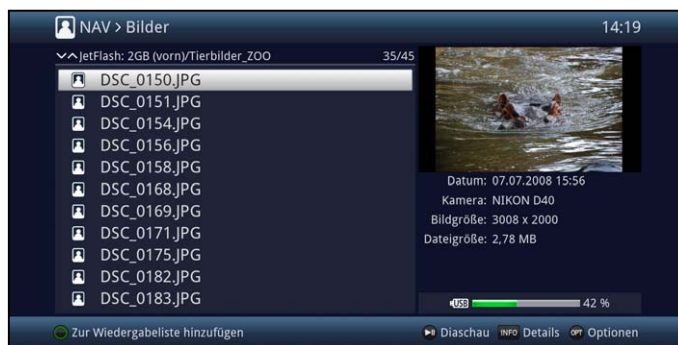 NAV > Bilder 14:19
JetFlash: 2GB (vorn)/Tierbilder_ZOO 35/45
DSC_0150.JPG
DSC_0151.JPG
DSC_0154.JPG
DSC_0156.JPG
DSC_0158.JPG
DSC_0168.JPG
DSC_0169.JPG
DSC_0171.JPG
DSC_0175.JPG
DSC_0182.JPG
DSC_0183.JPG
Datum: 07.07.2008 15:56
Kamera: NIKON D40
Bildgröße: 3008 x 2000
Dateigröße: 2,78 MB
USB 42 %
Zur Wiedergabeliste hinzufügen
Diaschau INFO Details OPT Optionen